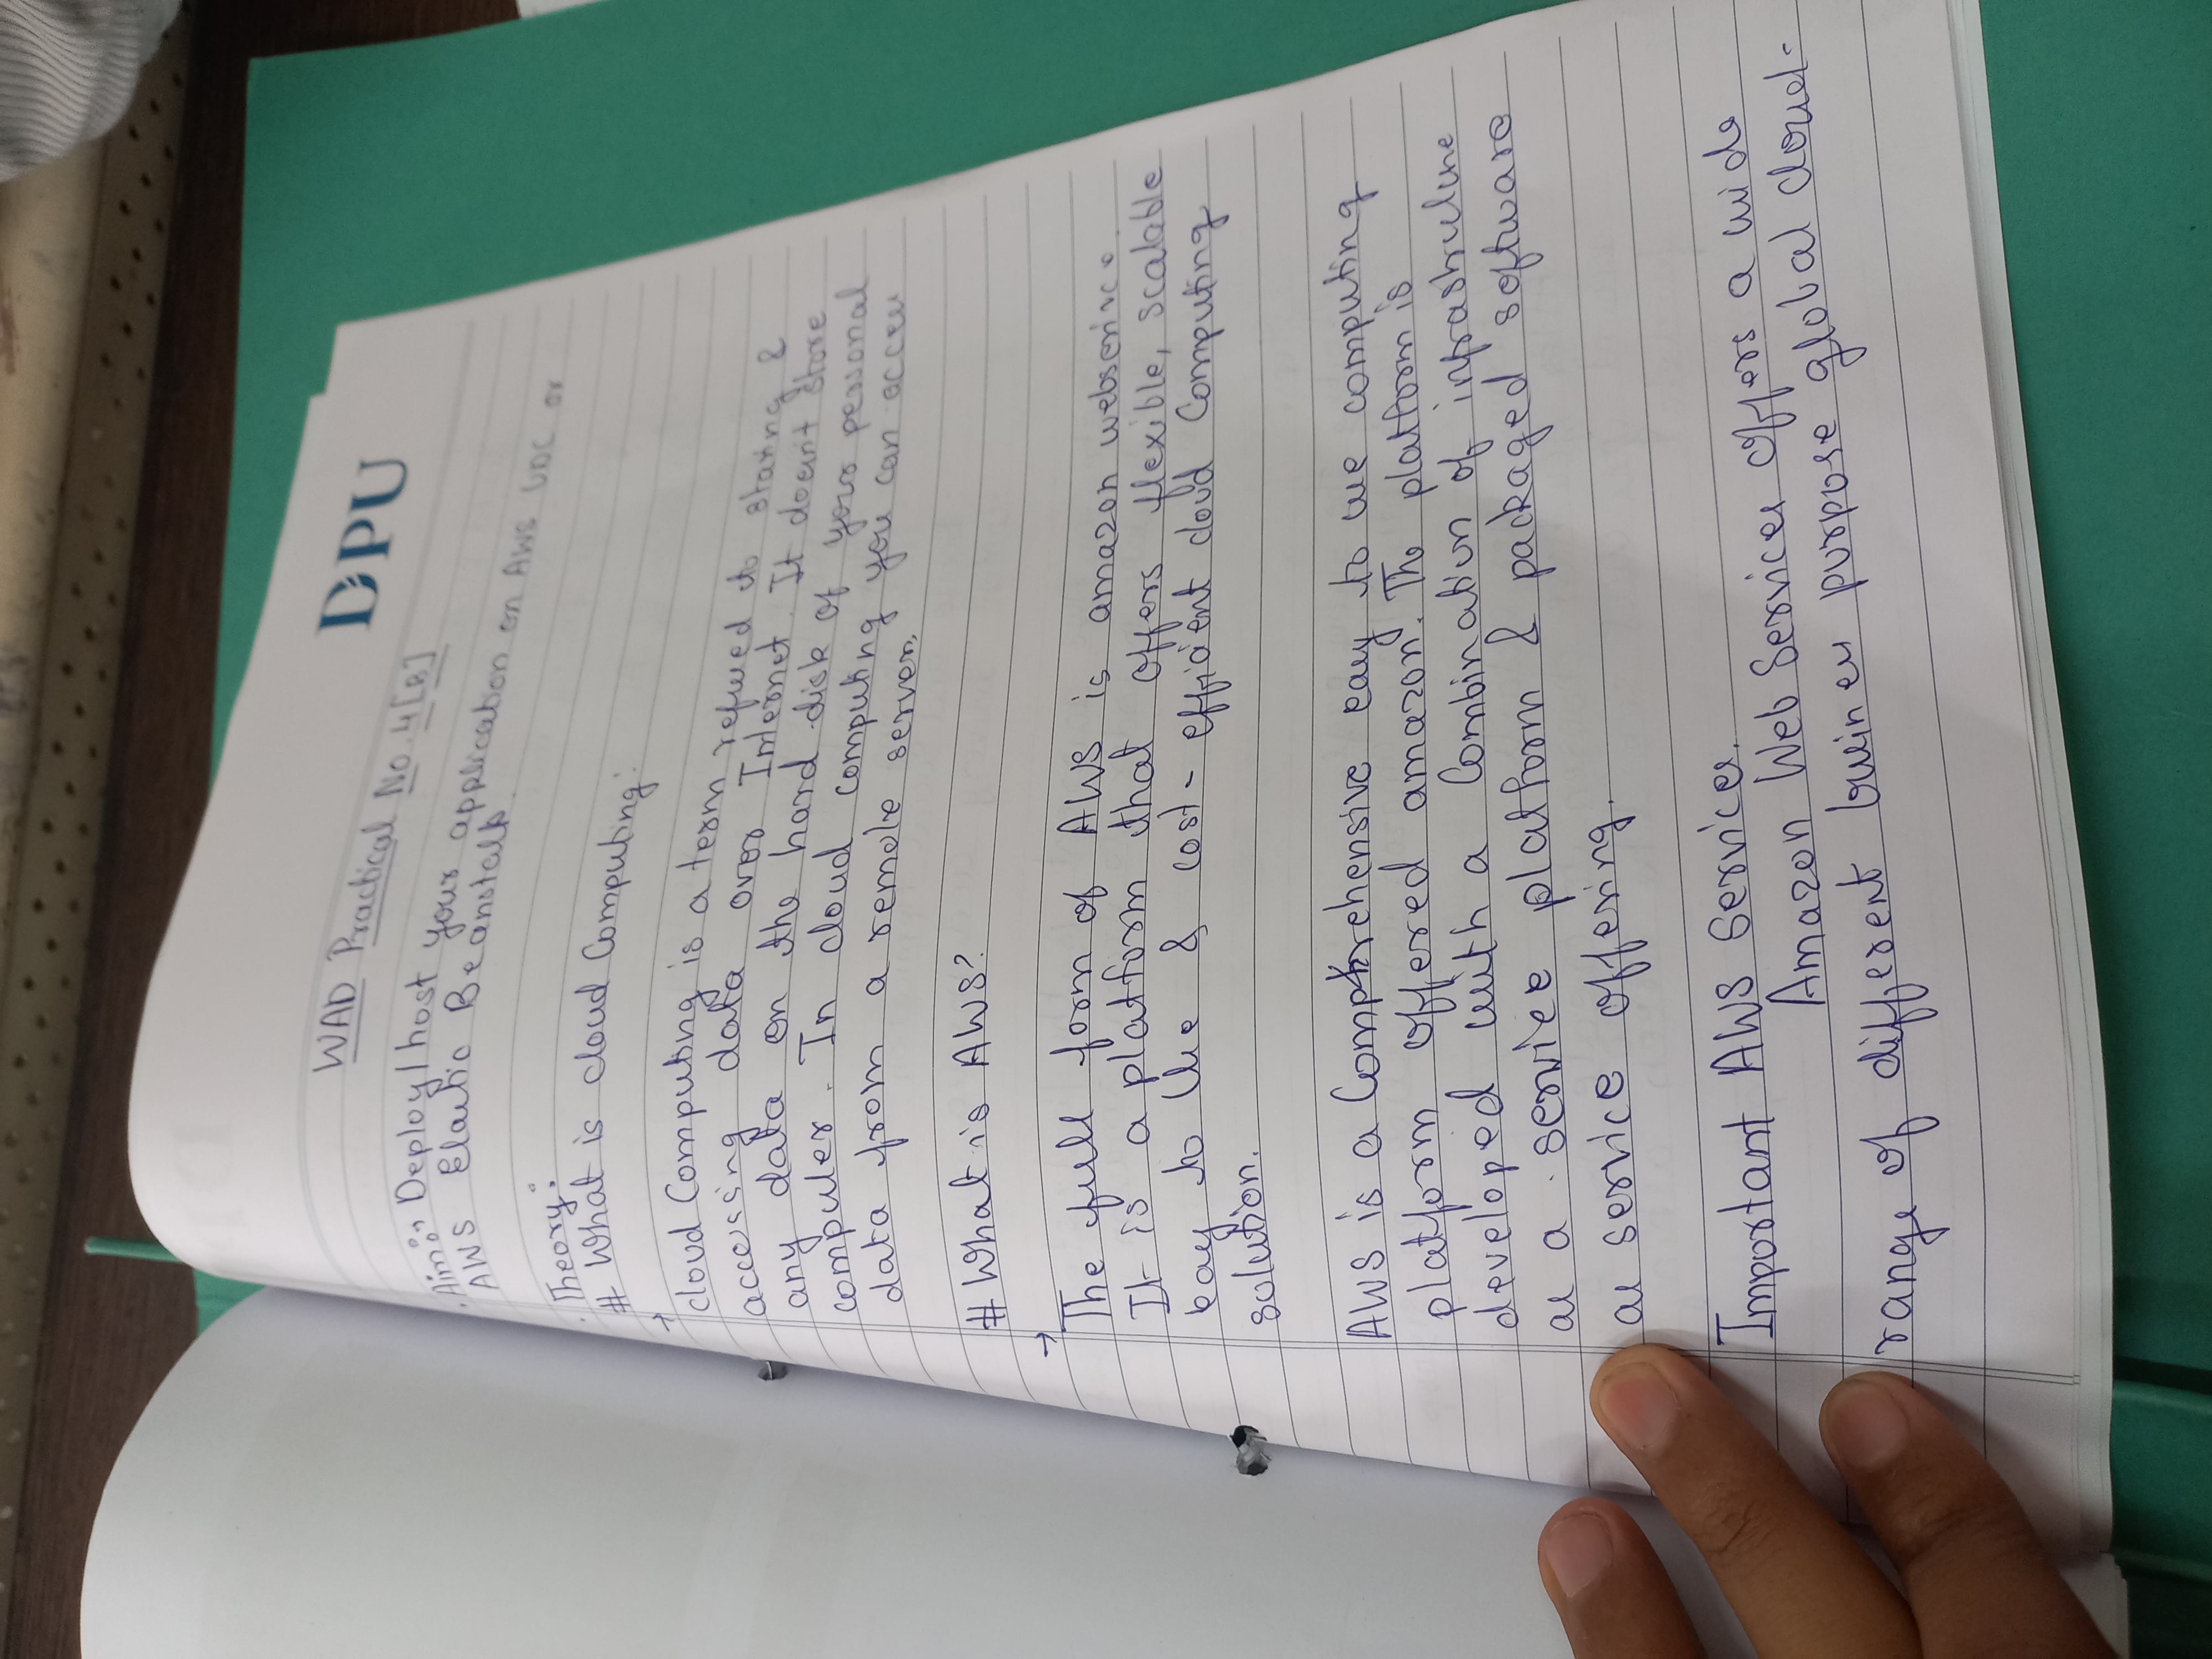 DPU
WAD Practical No. 4[B]
Aim:, Deploy/host your application on AWS VDC or
AWS Elastic Beanstalk.
Theory:
# What is cloud Computing:
→
cloud Computing is a term refused to staring &
accessing data over Internet. It doesn't store
any data on the hard disk of your personal
computer. In cloud computing you can access
data from a remote server.
# What is AWS?
→
The full form of AWS is amazon webservice.
It is a platform that offers flexible, scalable
easy to Use & cost-efficient cloud Computing
solution.
AWS is a Comprehensive easy to use computing
platform offered amazon. The platform is
developed with a Combination of infrastructure
as a service platform & packaged software
as service offering.
Important AWS Services.
Amazon Web Services offers a wide
range of different business purpose global cloud-